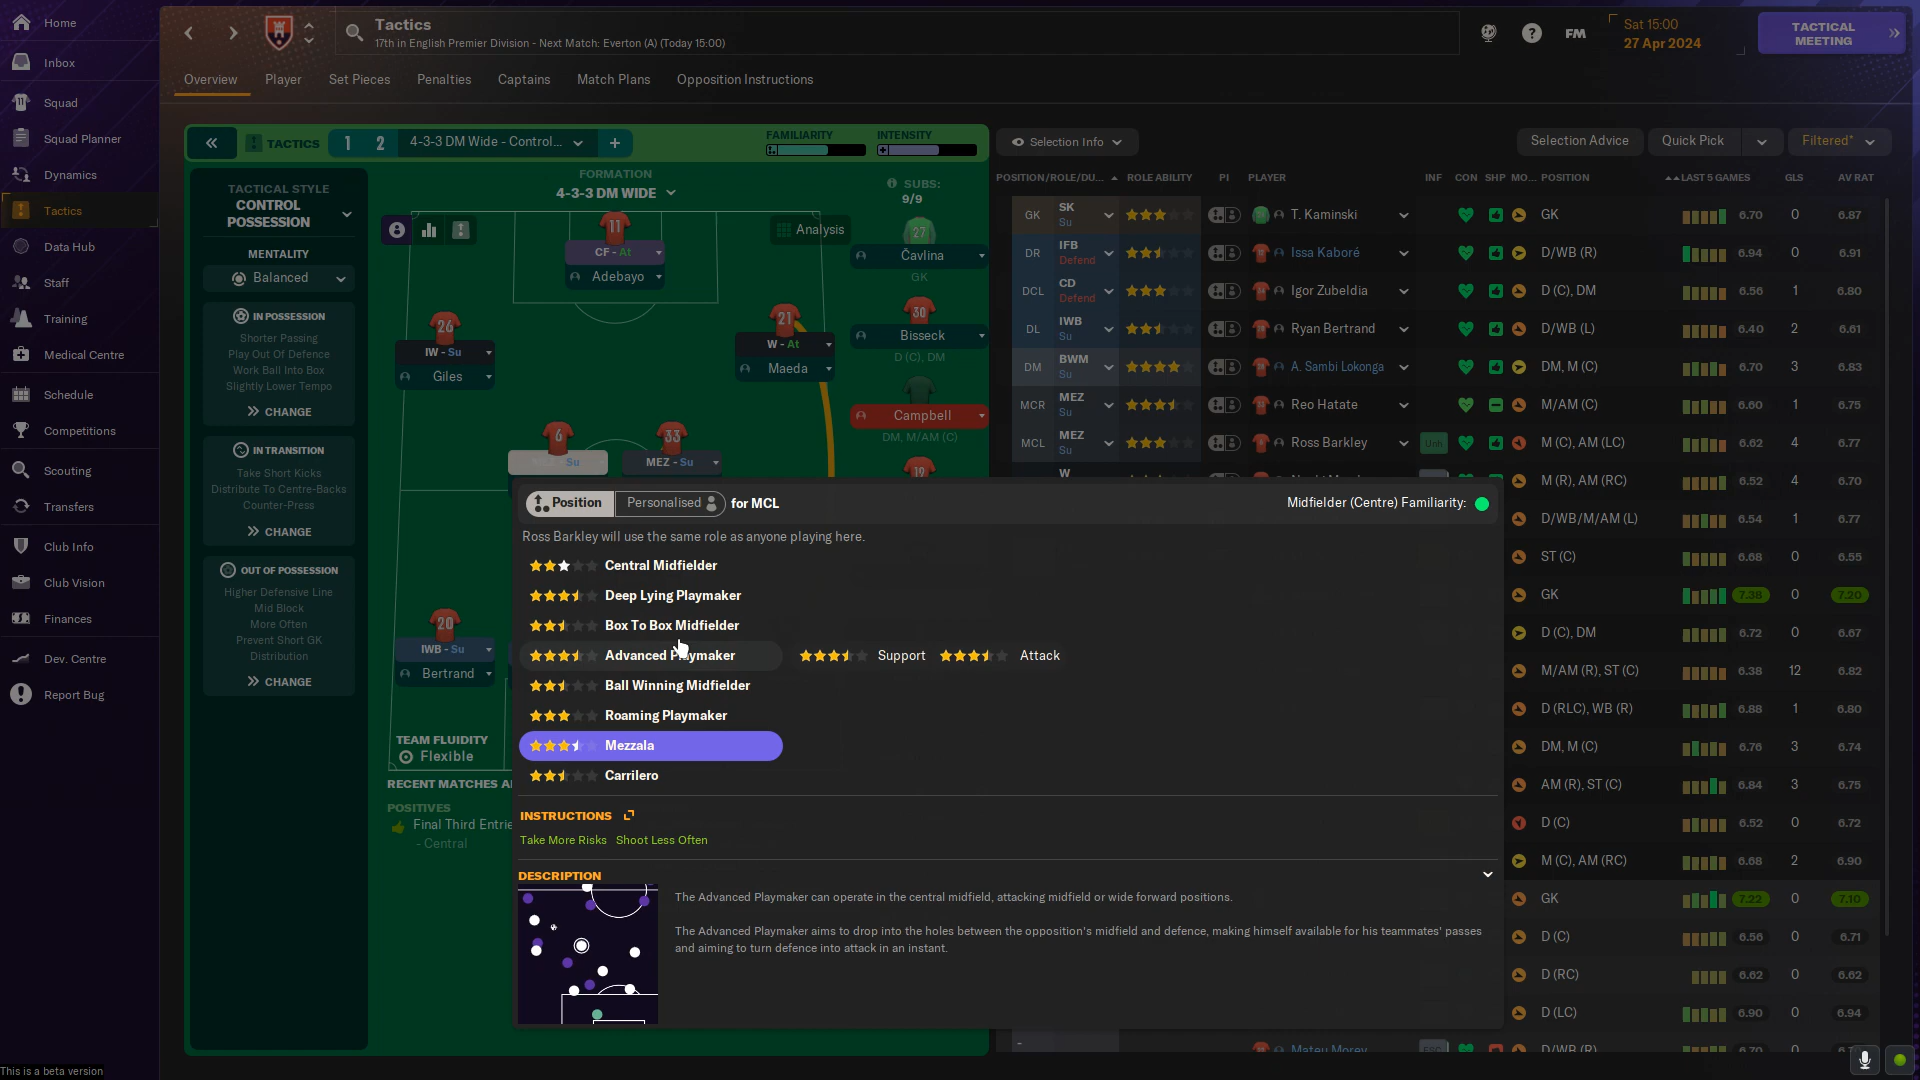 Home
Inbox
Squad
Squad Planner
Dynamics
Tactics
Data Hub
Staff
Training
Medical Centre
Schedule
Competitions
Scouting
Transfers
Club Info
Club Vision
Finances
Dev. Centre
Report Bug
This is a beta version
Tactics
17th in English Premier Division - Next Match: Everton (A) (Today 15:00)
FM
Sat 15:00
27 Apr 2024
TACTICAL MEETING
Overview
Player
Set Pieces
Penalties
Captains
Match Plans
Opposition Instructions
TACTICS
1
2
4-3-3 DM Wide - Control...
FAMILIARITY
INTENSITY
TACTICAL STYLE
CONTROL
POSSESSION
MENTALITY
Balanced
IN POSSESSION
Shorter Passing
Play Out Of Defence
Work Ball Into Box
Slightly Lower Tempo
CHANGE
IN TRANSITION
Take Short Kicks
Distribute To Centre-Backs
Counter-Press
CHANGE
OUT OF POSSESSION
Higher Defensive Line
Mid Block
More Often
Prevent Short GK
Distribution
CHANGE
FORMATION
4-3-3 DM WIDE
SUBS:
9/9
Analysis
11
CF - At
Adebayo
26
IW - Su
Giles
21
W - At
Maeda
6
Su
33
MEZ - Su
20
IWB - Su
Bertrand
27
Čavlina
GK
30
Bisseck
D (C), DM
Campbell
DM, M/AM (C)
19
TEAM FLUIDITY
Flexible
RECENT MATCHES A
POSITIVES
Final Third Entrie
- Central
Selection Info
Selection Advice
Quick Pick
Filtered*
POSITION/ROLE/DU... ROLE ABILITY PI PLAYER INF CON SHP MO... POSITION LAST 5 GAMES GLS AV RAT
GK SK Su T. Kaminski GK 6.70 0 6.87
DR IFB Defend Issa Kaboré D/WB (R) 6.94 0 6.91
DCL CD Defend Igor Zubeldia D (C), DM 6.56 1 6.80
DL IWB Su Ryan Bertrand D/WB (L) 6.40 2 6.61
DM BWM Su A. Sambi Lokonga DM, M (C) 6.70 3 6.83
MCR MEZ Su Reo Hatate M/AM (C) 6.60 1 6.75
MCL MEZ Su Ross Barkley Unh M (C), AM (LC) 6.62 4 6.77
W M (R), AM (RC) 6.52 4 6.70
D/WB/M/AM (L) 6.54 1 6.77
ST (C) 6.68 0 6.55
GK 7.38 0 7.20
D (C), DM 6.72 0 6.67
M/AM (R), ST (C) 6.38 12 6.82
D (RLC), WB (R) 6.88 1 6.80
DM, M (C) 6.76 3 6.74
AM (R), ST (C) 6.84 3 6.75
D (C) 6.52 0 6.72
M (C), AM (RC) 6.68 2 6.90
GK 7.22 0 7.10
D (C) 6.56 0 6.71
D (RC) 6.62 0 6.62
D (LC) 6.90 0 6.94
- Mateu Morey D/WB (R) 6.70
Position
Personalised
for MCL
Midfielder (Centre) Familiarity:
Ross Barkley will use the same role as anyone playing here.
Central Midfielder
Deep Lying Playmaker
Box To Box Midfielder
Advanced Playmaker Support Attack
Ball Winning Midfielder
Roaming Playmaker
Mezzala
Carrilero
INSTRUCTIONS
Take More Risks Shoot Less Often
DESCRIPTION
The Advanced Playmaker can operate in the central midfield, attacking midfield or wide forward positions.
The Advanced Playmaker aims to drop into the holes between the opposition's midfield and defence, making himself available for his teammates' passes
and aiming to turn defence into attack in an instant.